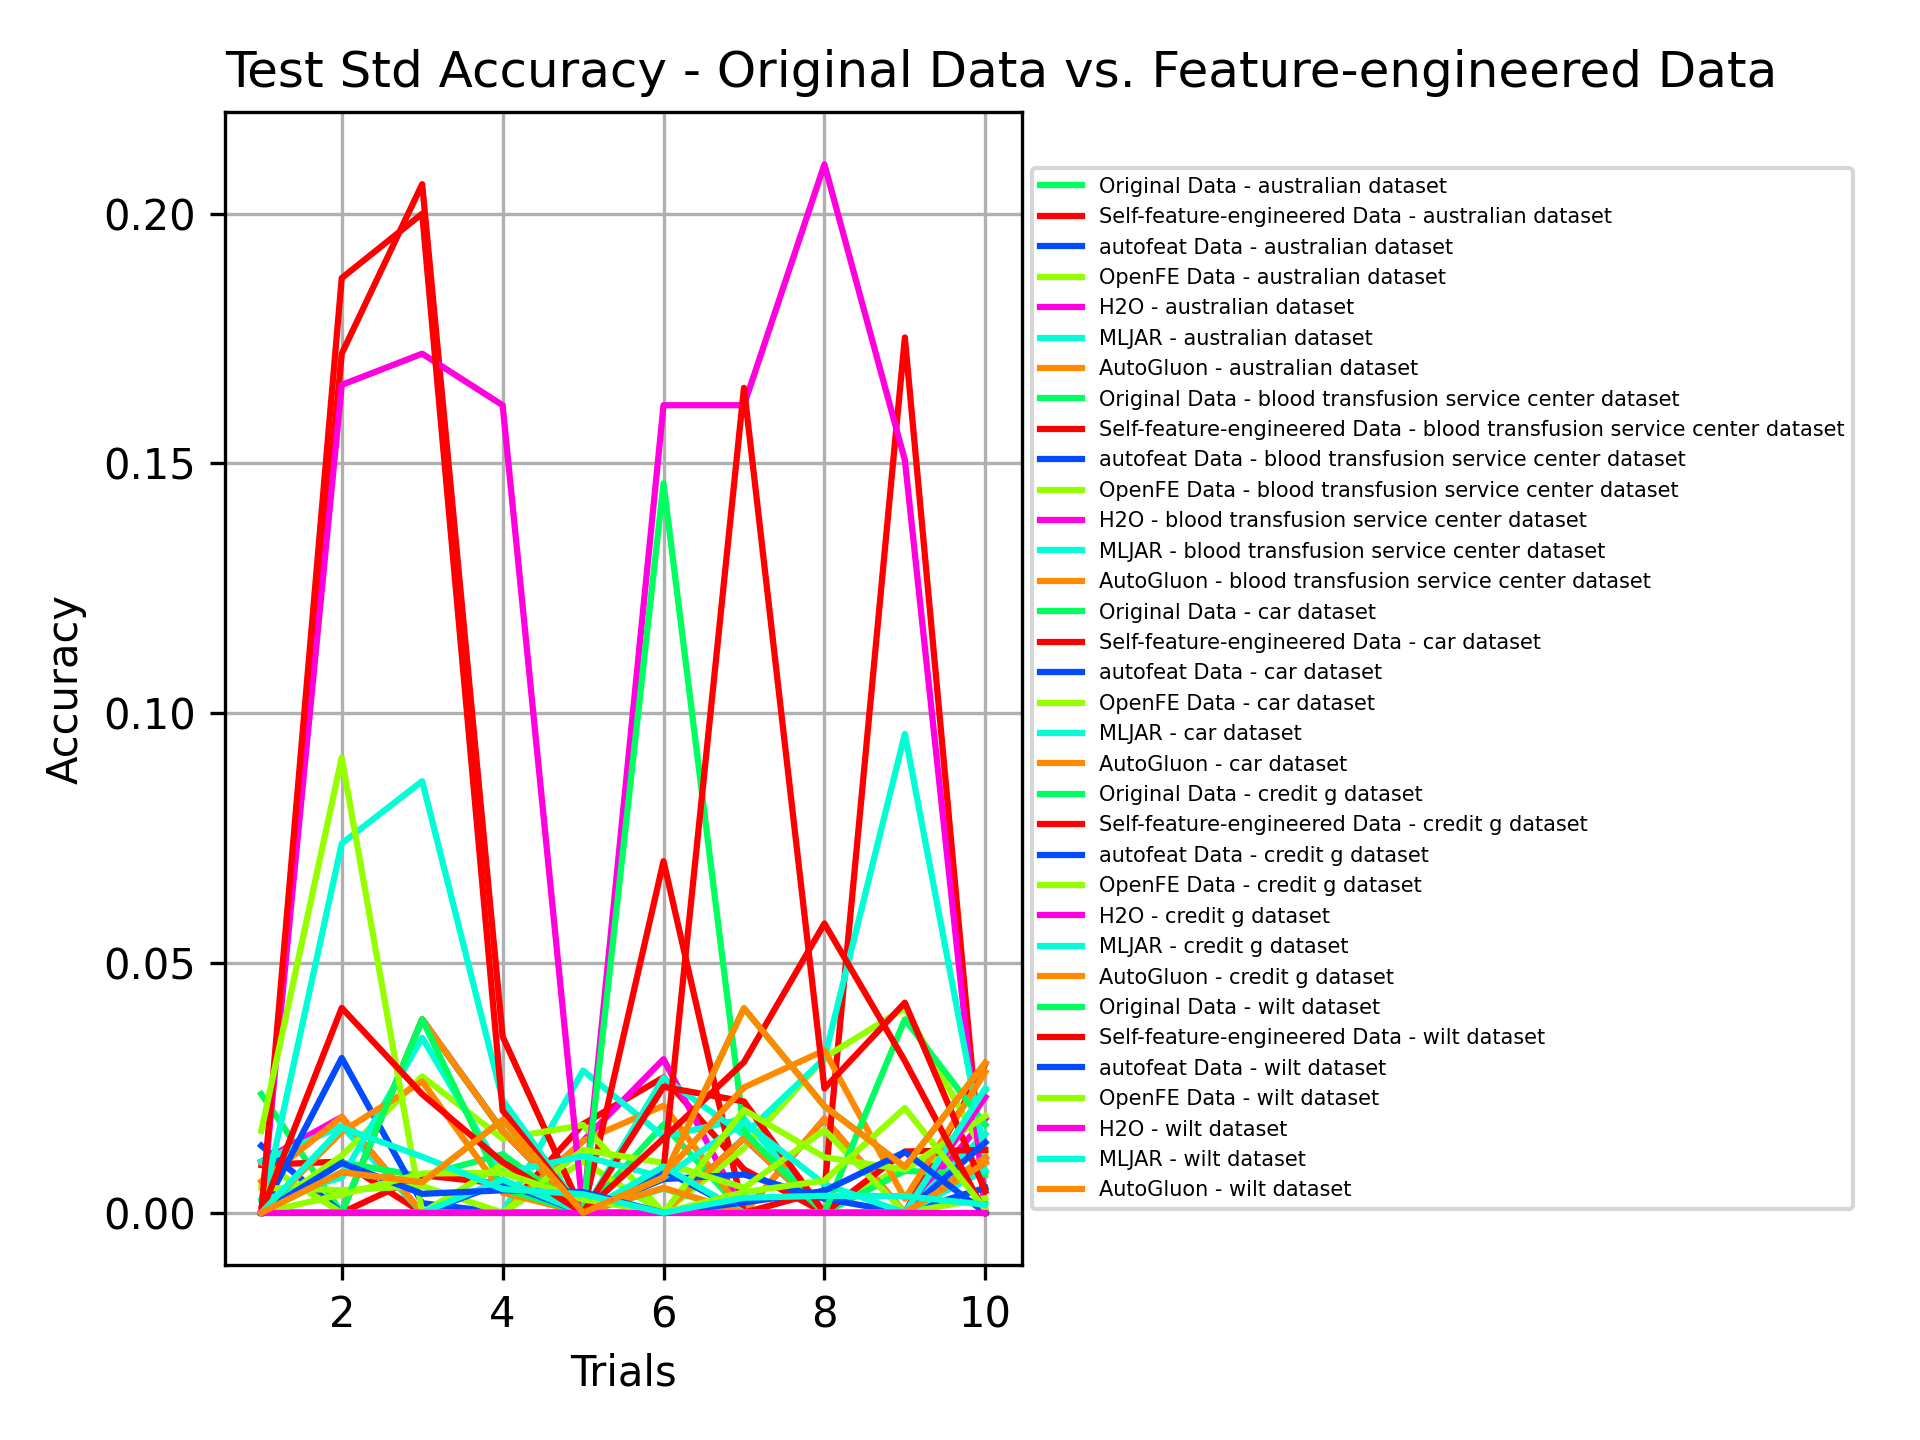 Test Std Accuracy - Original Data vs. Feature-engineered Data
0.20
0.15
0.10
0.05
0.00
Accuracy
2 4 6 8 10
Trials
Original Data - australian dataset
Self-feature-engineered Data - australian dataset
autofeat Data - australian dataset
OpenFE Data - australian dataset
H2O - australian dataset
MLJAR - australian dataset
AutoGluon - australian dataset
Original Data - blood transfusion service center dataset
Self-feature-engineered Data - blood transfusion service center dataset
autofeat Data - blood transfusion service center dataset
OpenFE Data - blood transfusion service center dataset
H2O - blood transfusion service center dataset
MLJAR - blood transfusion service center dataset
AutoGluon - blood transfusion service center dataset
Original Data - car dataset
Self-feature-engineered Data - car dataset
autofeat Data - car dataset
OpenFE Data - car dataset
MLJAR - car dataset
AutoGluon - car dataset
Original Data - credit g dataset
Self-feature-engineered Data - credit g dataset
autofeat Data - credit g dataset
OpenFE Data - credit g dataset
H2O - credit g dataset
MLJAR - credit g dataset
AutoGluon - credit g dataset
Original Data - wilt dataset
Self-feature-engineered Data - wilt dataset
autofeat Data - wilt dataset
OpenFE Data - wilt dataset
H2O - wilt dataset
MLJAR - wilt dataset
AutoGluon - wilt dataset